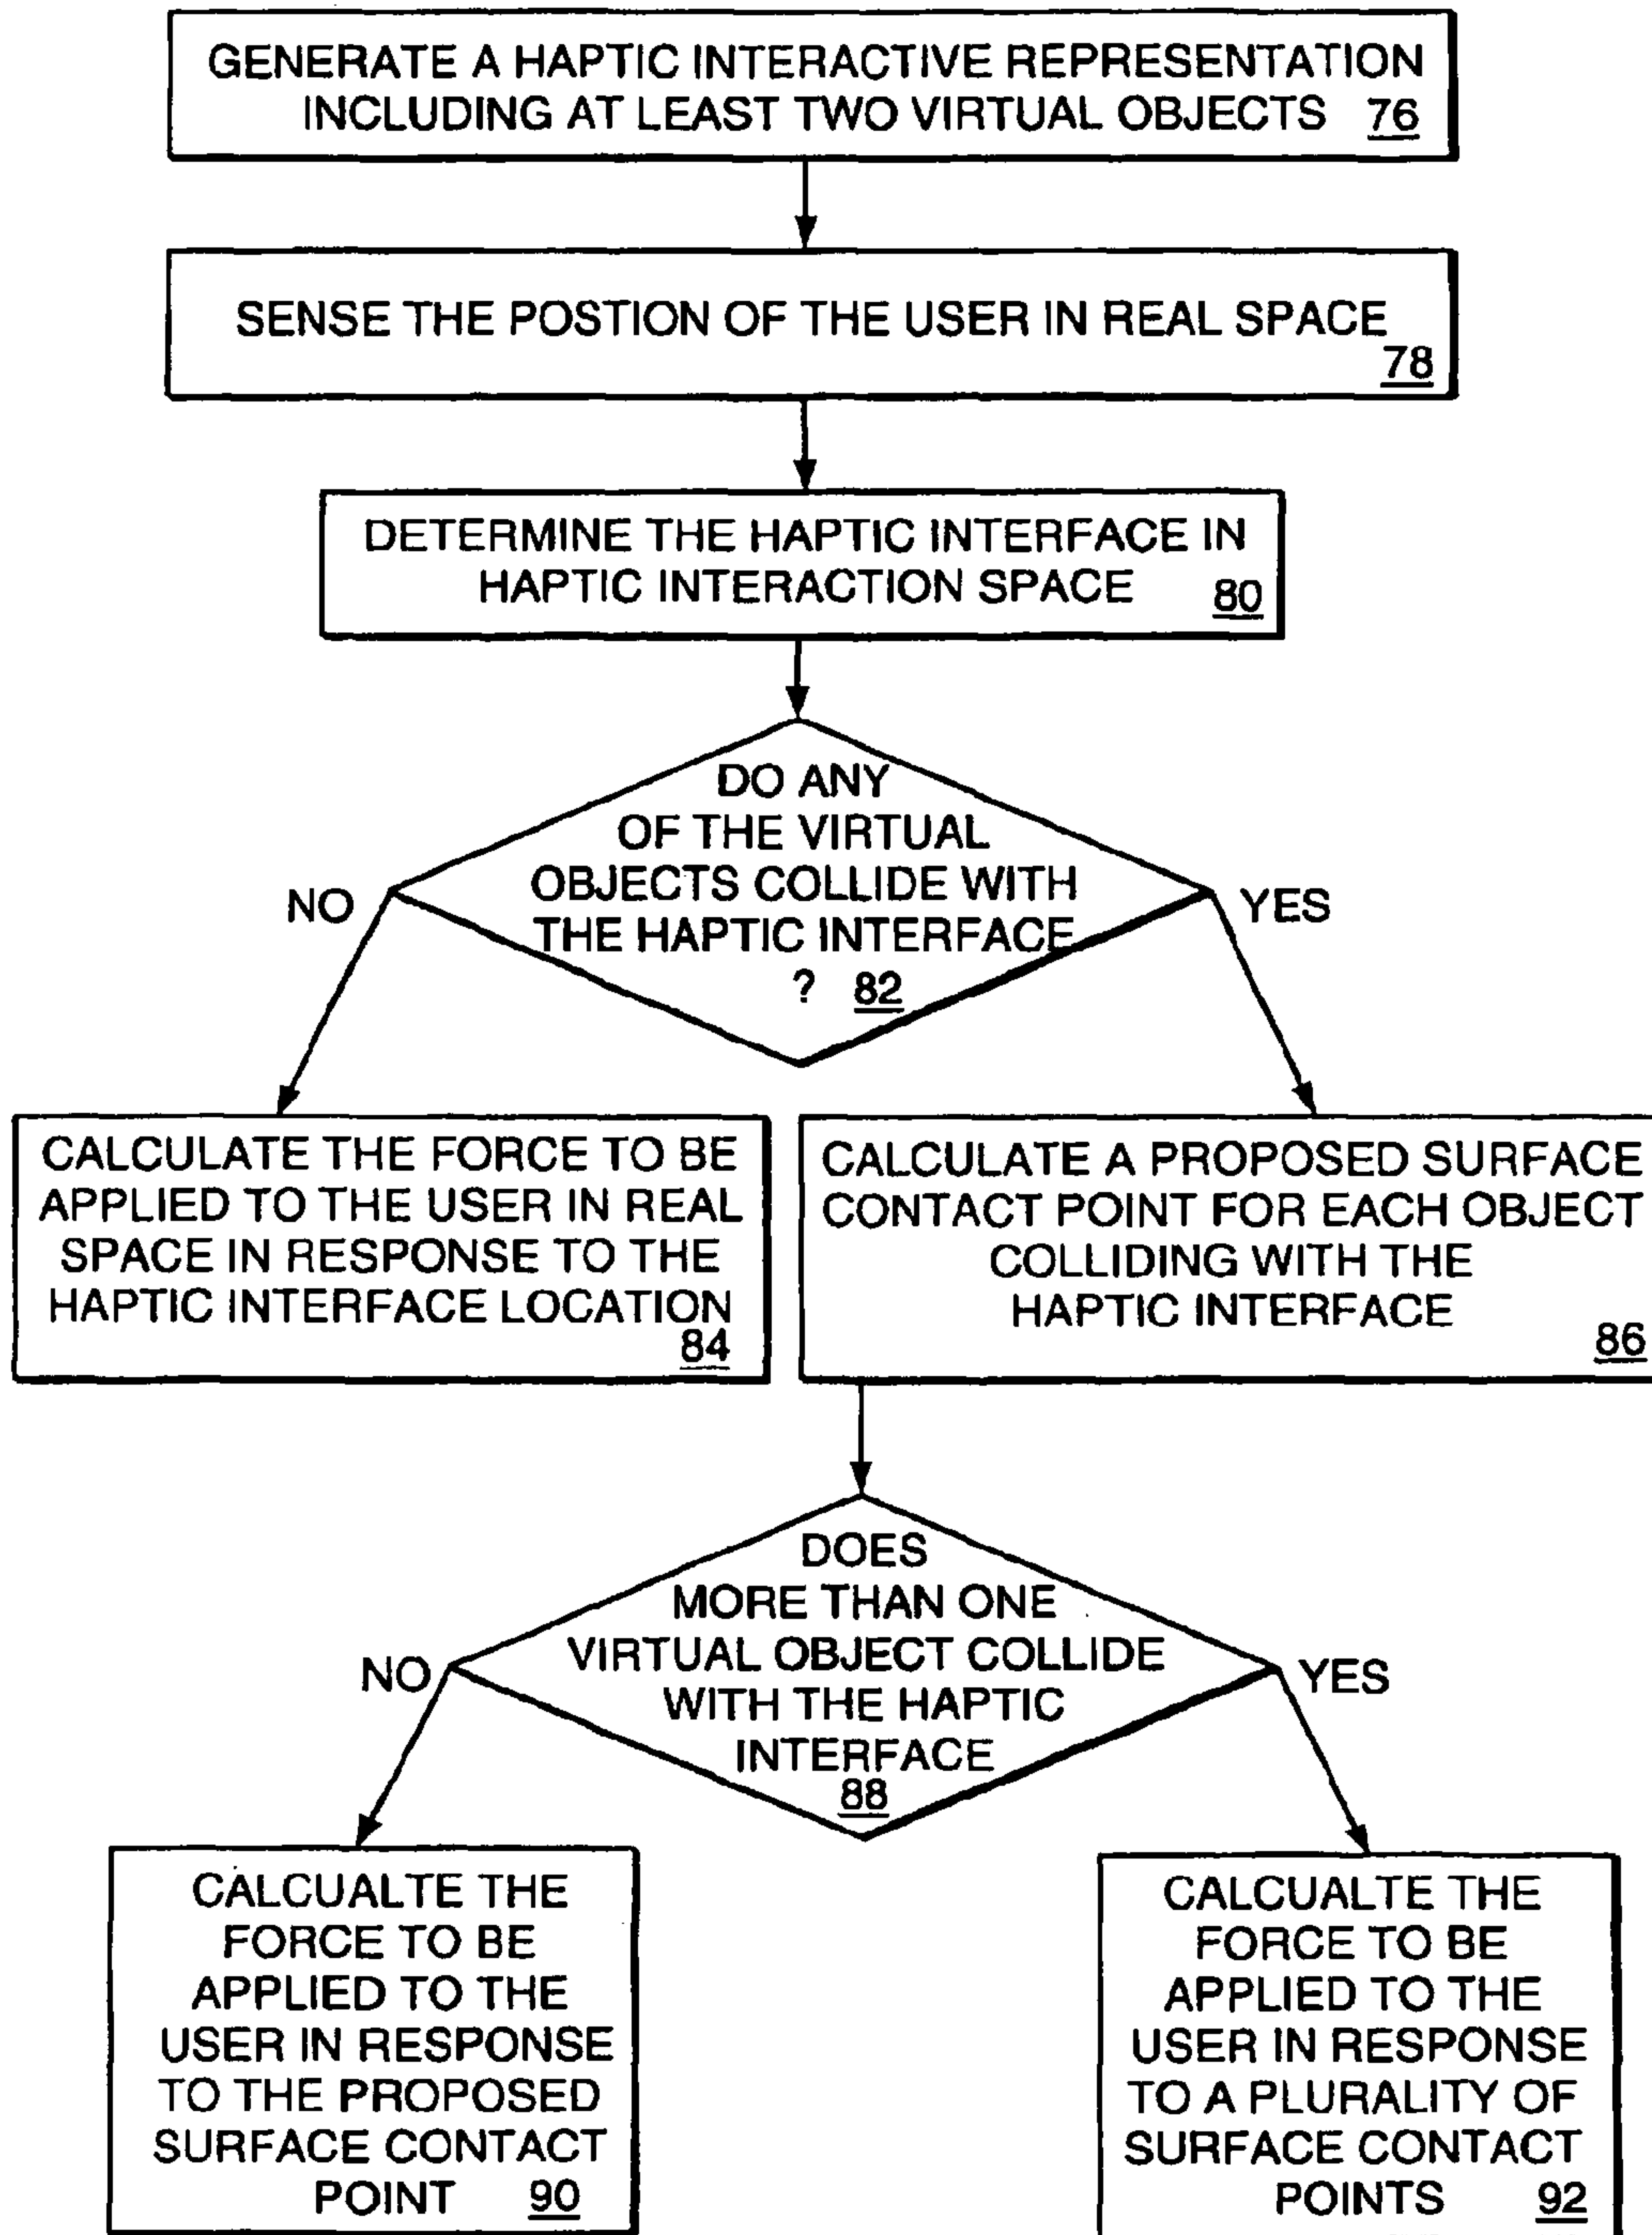 GENERATE A HAPTIC INTERACTIVE REPRESENTATION
INCLUDING AT LEAST TWO VIRTUAL OBJECTS 76
SENSE THE POSTION OF THE USER IN REAL SPACE
78
DETERMINE THE HAPTIC INTERFACE IN
HAPTIC INTERACTION SPACE 80
DO ANY
OF THE VIRTUAL
OBJECTS COLLIDE WITH
THE HAPTIC INTERFACE
? 82
NO
YES
CALCULATE THE FORCE TO BE
APPLIED TO THE USER IN REAL
SPACE IN RESPONSE TO THE
HAPTIC INTERFACE LOCATION
84
CALCULATE A PROPOSED SURFACE
CONTACT POINT FOR EACH OBJECT
COLLIDING WITH THE
HAPTIC INTERFACE
86
DOES
MORE THAN ONE
VIRTUAL OBJECT COLLIDE
WITH THE HAPTIC
INTERFACE
88
NO
YES
CALCUALTE THE
FORCE TO BE
APPLIED TO THE
USER IN RESPONSE
TO THE PROPOSED
SURFACE CONTACT
POINT 90
CALCUALTE THE
FORCE TO BE
APPLIED TO THE
USER IN RESPONSE
TO A PLURALITY OF
SURFACE CONTACT
POINTS 92